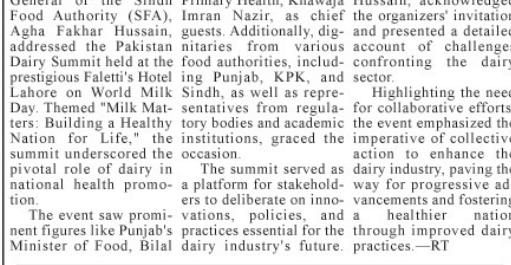 General of the Sindh
Food Authority (SFA),
Agha Fakhar Hussain,
addressed the Pakistan
Dairy Summit held at the
prestigious Faletti's Hotel
Lahore on World Milk
Day. Themed "Milk Mat-
ters: Building a Healthy
Nation for Life," the
summit underscored the
pivotal role of dairy in
national health promo-
tion.
The event saw promi-
nent figures like Punjab's
Minister of Food, Bilal
Primary Health, Khawaja
Imran Nazir, as chief
guests. Additionally, dig-
nitaries from various
food authorities, includ-
ing Punjab, KPK, and
Sindh, as well as repre-
sentatives from regula-
tory bodies and academic
institutions, graced the
occasion.
The summit served as
a platform for stakehold-
ers to deliberate on inno-
vations, policies, and
practices essential for the
dairy industry's future.
Hussain, acknowledged
the organizers' invitation
and presented a detailed
account of challenges
confronting the dairy
sector.
Highlighting the need
for collaborative efforts,
the event emphasized the
imperative of collective
action to enhance the
dairy industry, paving the
way for progressive ad-
vancements and fostering
a healthier nation
through improved dairy
practices.—RT